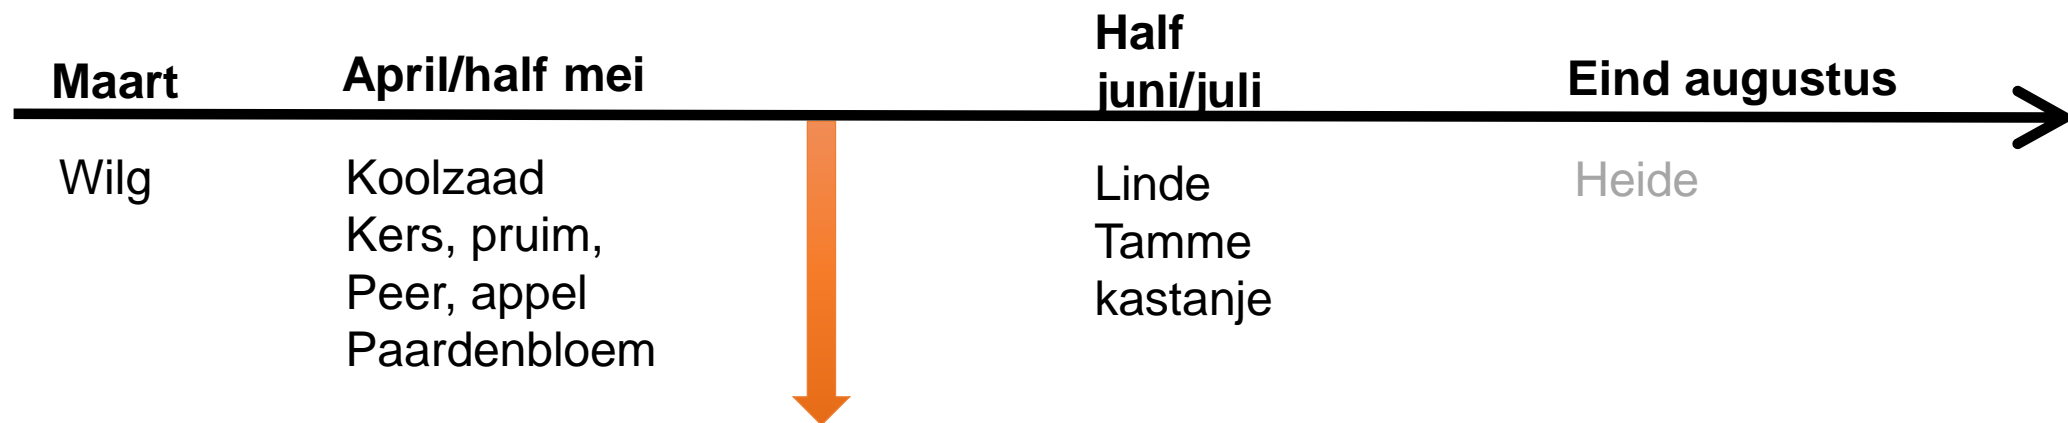 Maart
April/half mei
Half
juni/juli
Eind augustus
Wilg
Koolzaad
Kers, pruim,
Peer, appel
Paardenbloem
Linde
Tamme
kastanje
Heide